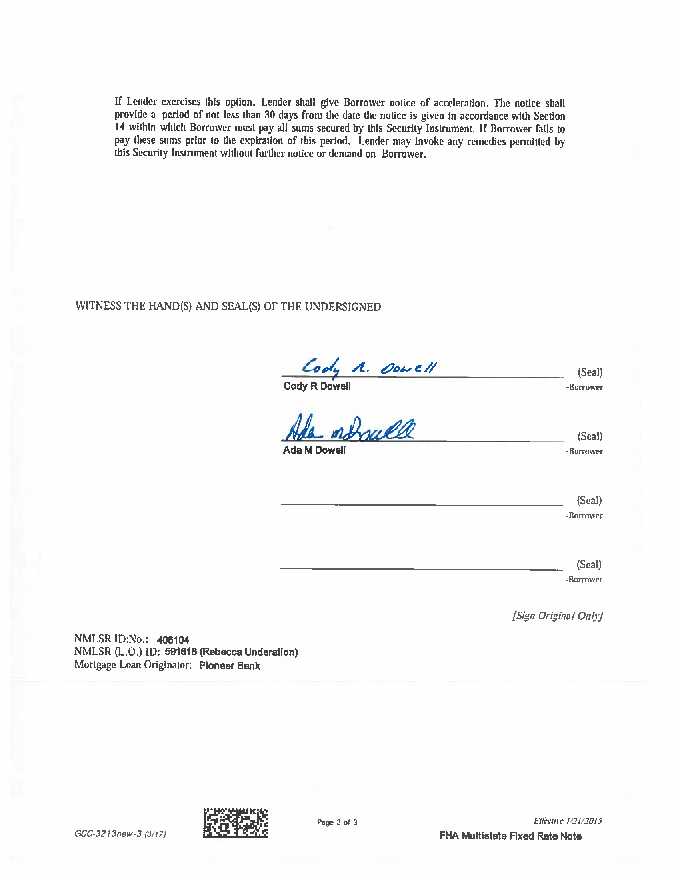 If Lender exercises this option, Lender shall give Borrower notice of acceleration. The notice shall
provide a period of not less than 30 days from the date the notice is given in accordance with Section
14 within which Borrower must pay all sums secured by this Security Instrument. If Borrower fails to
pay these sums prior to the expiration of this period, Lender may invoke any remedies permitted by
this Security Instrument without further notice or demand on Borrower.
WITNESS THE HAND(S) AND SEAL(S) OF THE UNDERSIGNED
Cody R. Dowell (Seal)
Cody R Dowell -Borrower
Ada M Dowell (Seal)
Ada M Dowell -Borrower
(Seal)
-Borrower
(Seal)
-Borrower
[Sign Original Only]
NMLSR ID:No.: 406104
NMLSR (L.O.) ID: 591618 (Rebecca Underation)
Mortgage Loan Originator: Pioneer Bank
GCC-3213new-3 (3/17)
Page 3 of 3
Effective 1/21/2015
FHA Multistate Fixed Rate Note